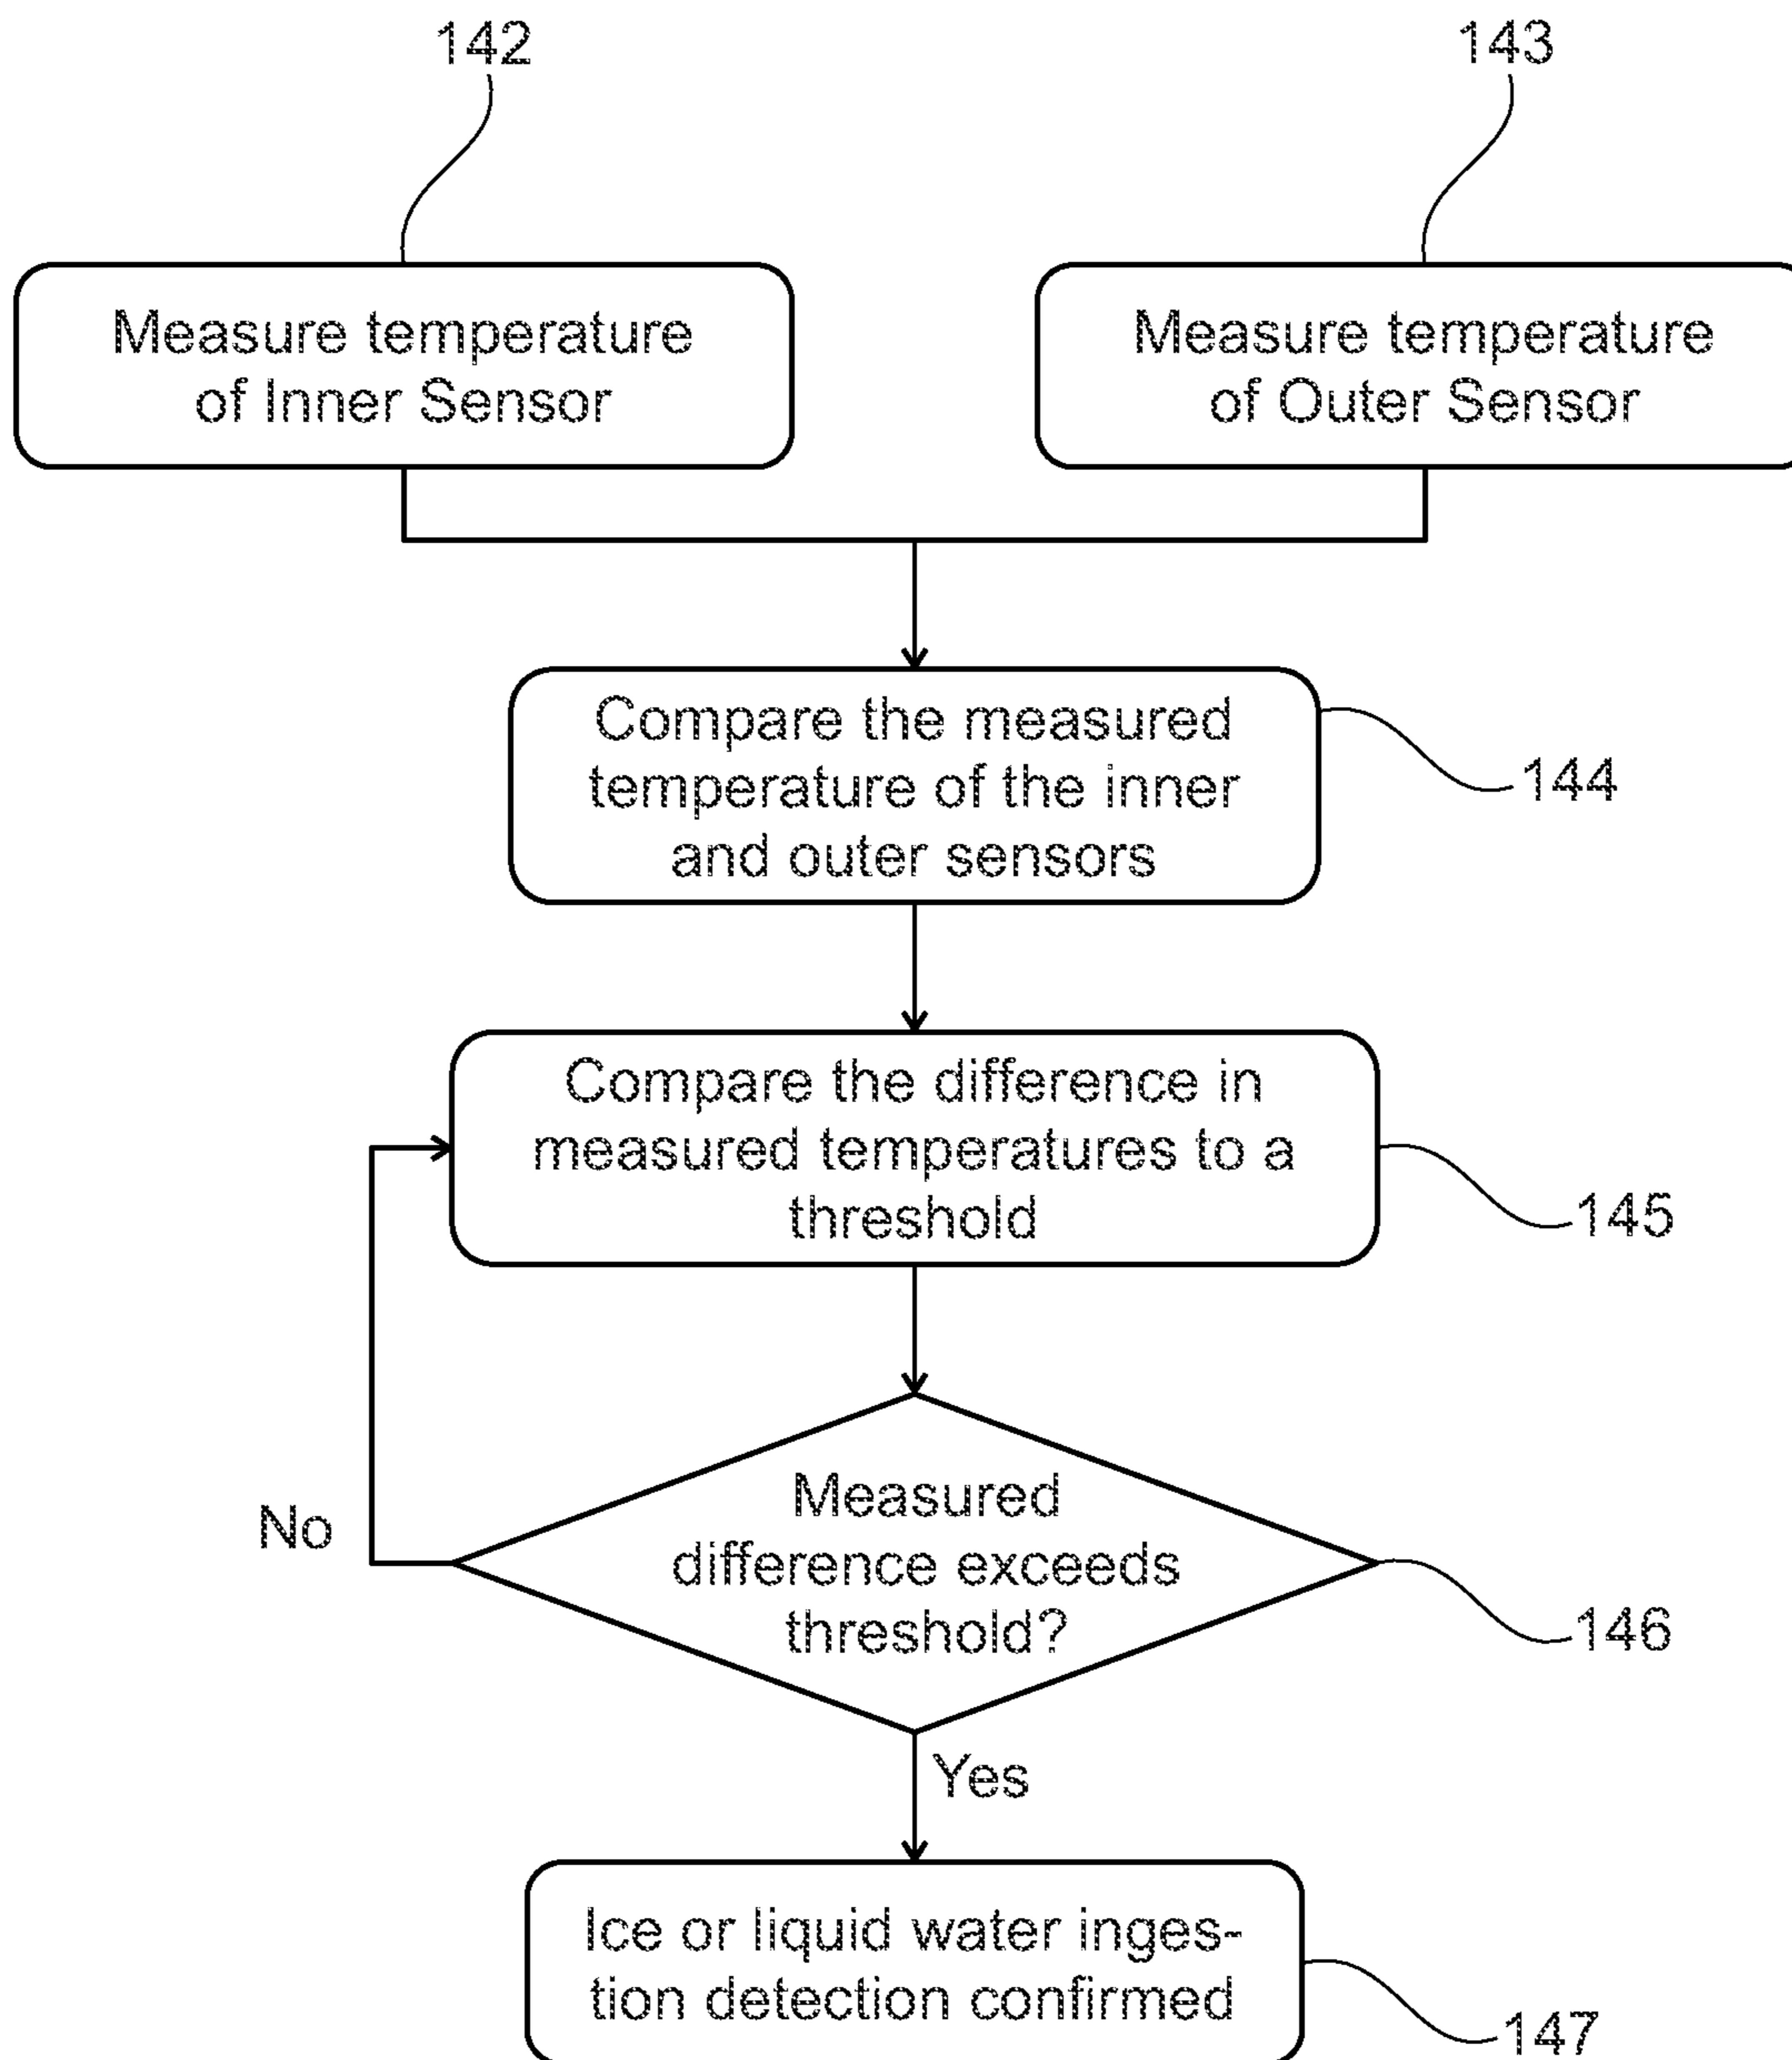 142
143
Measure temperature
of Inner Sensor
Measure temperature
of Outer Sensor
Compare the measured
temperature of the inner
and outer sensors
144
Compare the difference in
measured temperatures to a
threshold
145
No
Measured
difference exceeds
threshold?
146
Yes
Ice or liquid water inges-
tion detection confirmed
147